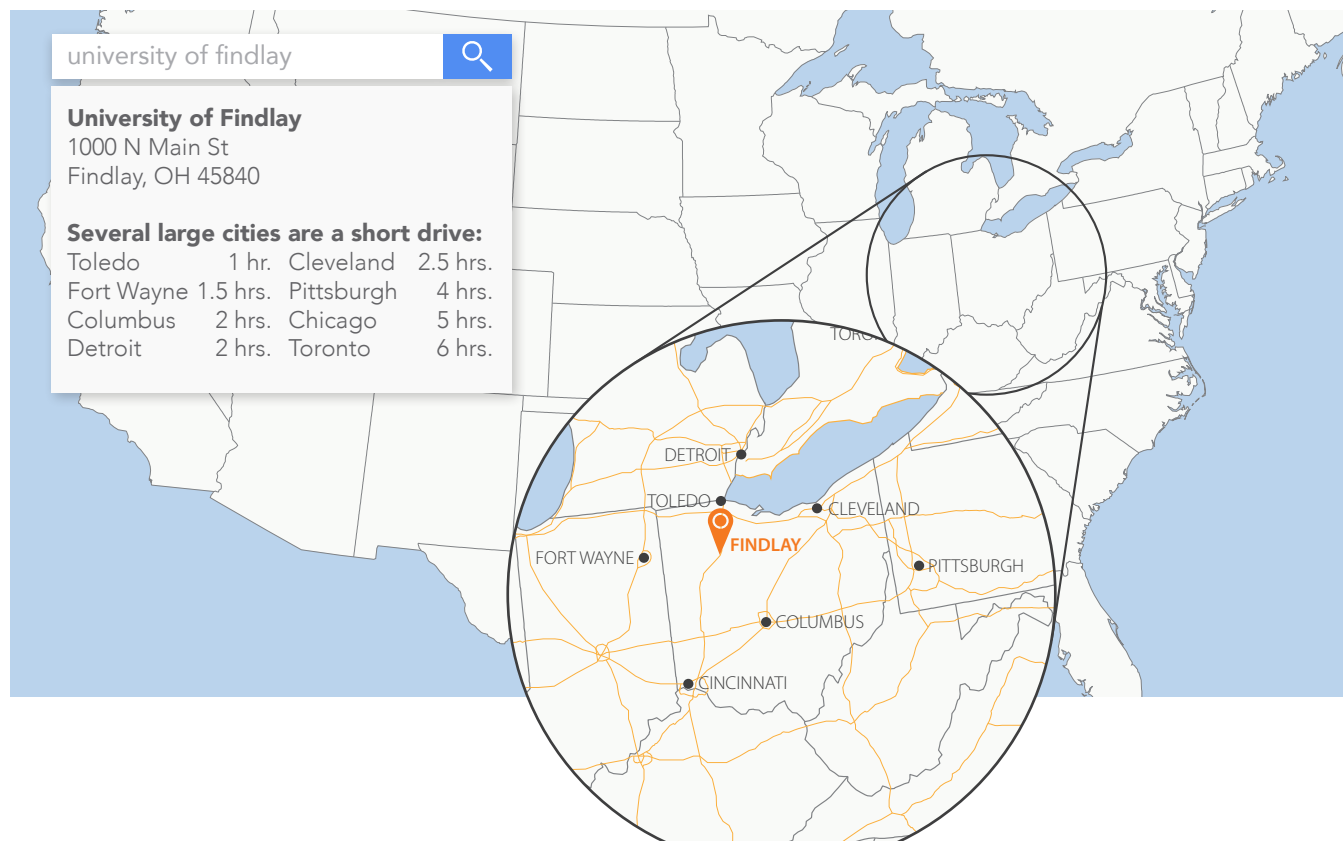 university of findlay
University of Findlay
1000 N Main St
Findlay, OH 45840
Several large cities are a short drive:
Toledo 1 hr. Cleveland 2.5 hrs.
Fort Wayne 1.5 hrs. Pittsburgh 4 hrs.
Columbus 2 hrs. Chicago 5 hrs.
Detroit 2 hrs. Toronto 6 hrs.
DETROIT
TOLEDO
CLEVELAND
FINDLAY
FORT WAYNE
PITTSBURGH
COLUMBUS
CINCINNATI